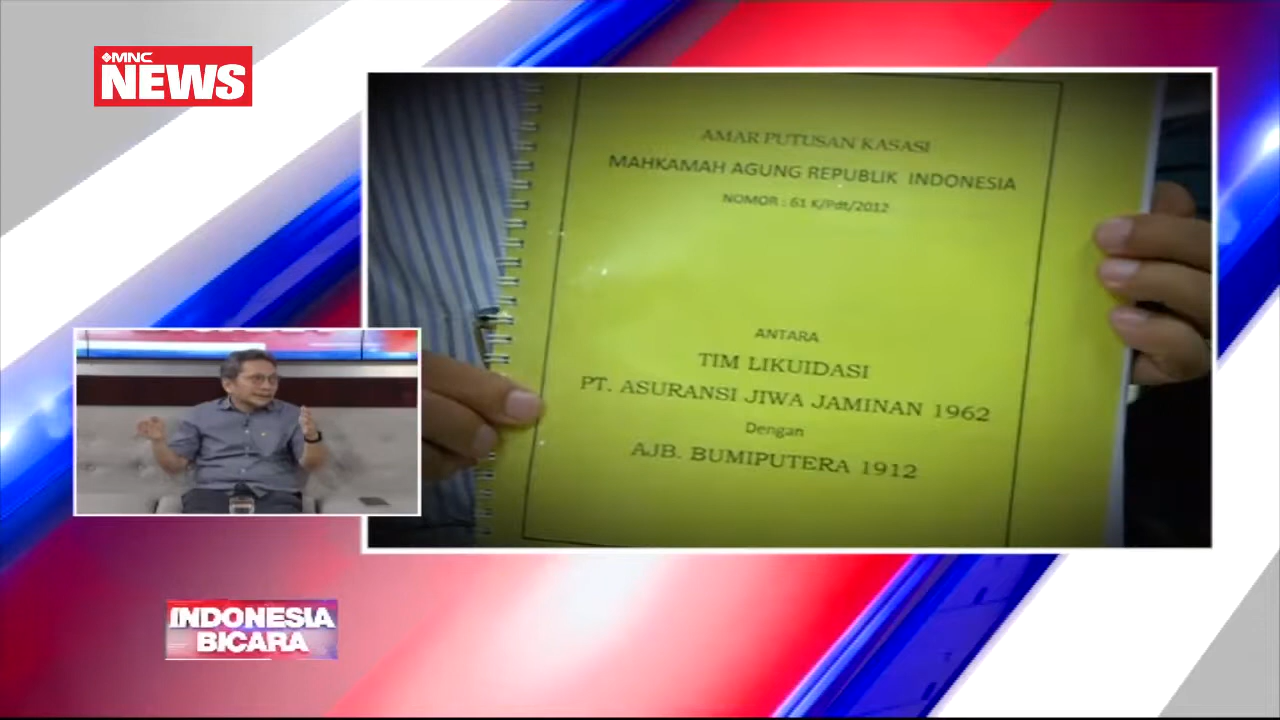 MNC
NEWS
AMAR PUTUSAN KASASI
MAHKAMAH AGUNG REPUBLIK INDONESIA
NOMOR : 61 K/Pdt/2012
ANTARA
TIM LIKUIDASI
PT. ASURANSI JIWA JAMINAN 1962
Dengan
AJB. BUMIPUTERA 1912
INDONESIA
BICARA